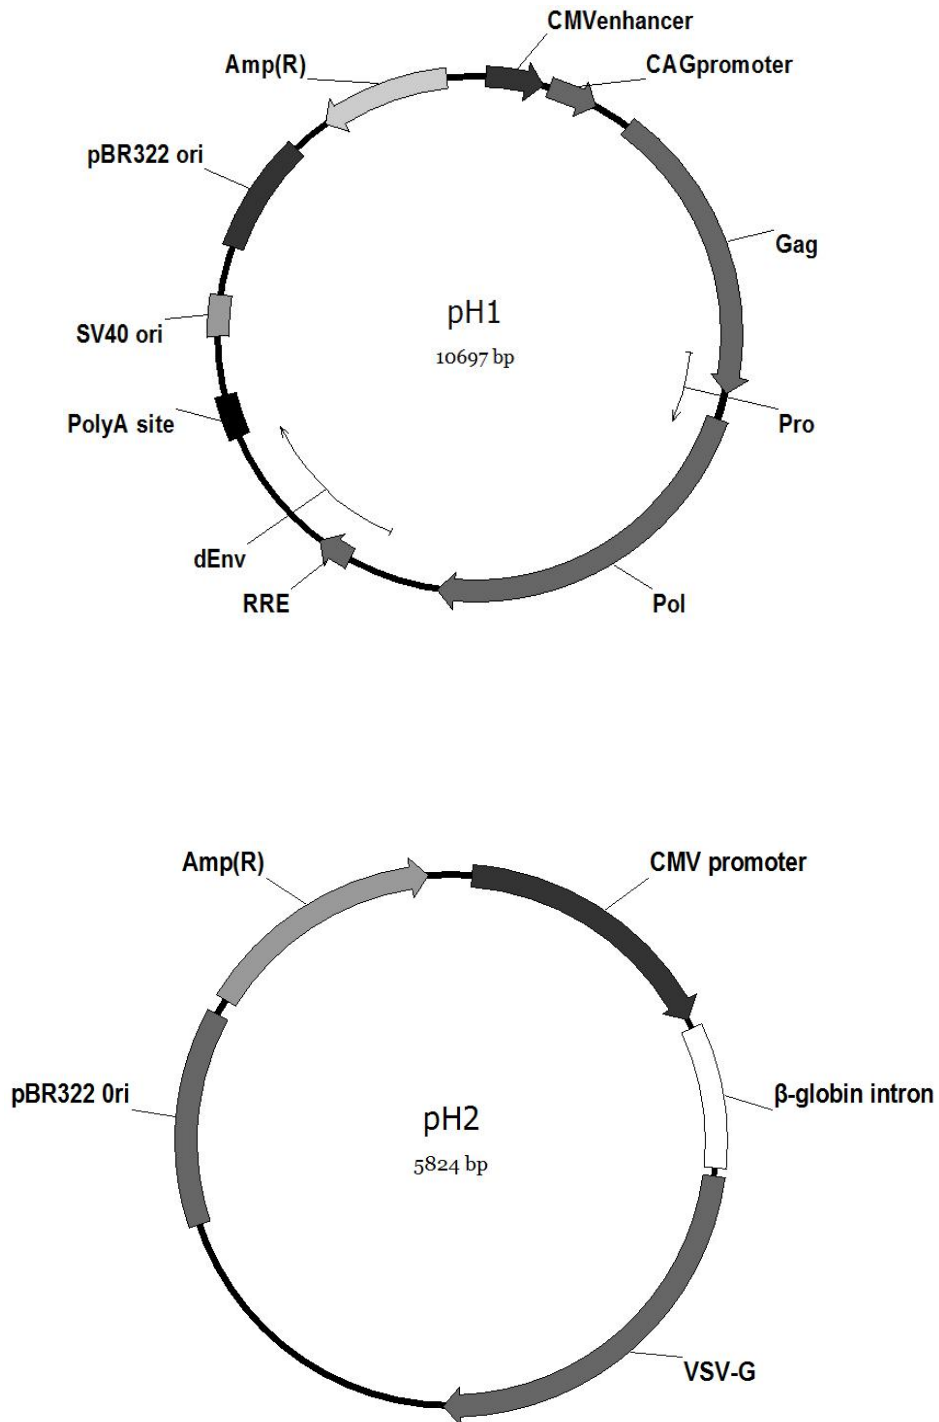 CMVenhancer
Amp(R)
CAGpromoter
pBR322 ori
Gag
pH1
SV40 ori
10697 bp
PolyA site
Pro
dEnv
RRE
Pol
Amp(R)
CMV promoter
pBR322 0ri
β-globin intron
pH2
5824 bp
VSV-G